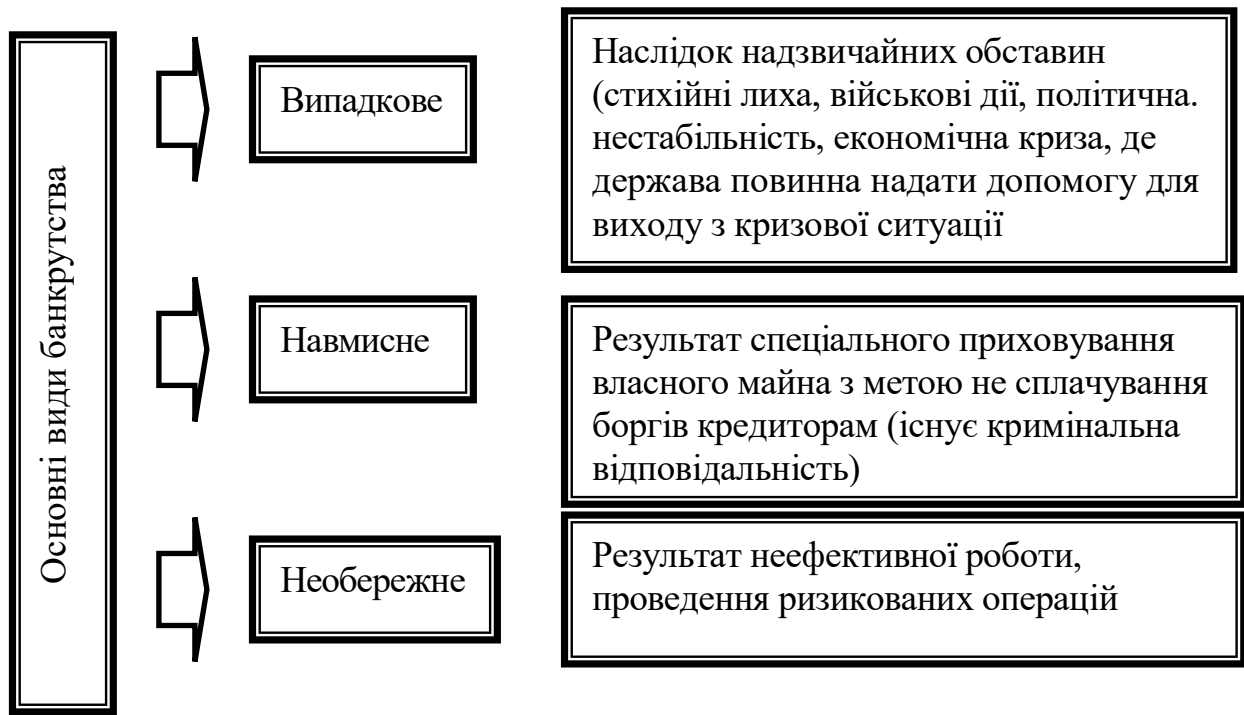 Основні види банкрутства
Випадкове
Наслідок надзвичайних обставин
(стихійні лиха, військові дії, політична.
нестабільність, економічна криза, де
держава повинна надати допомогу для
виходу з кризової ситуації
Навмисне
Результат спеціального приховування
власного майна з метою не сплачування
боргів кредиторам (існує кримінальна
відповідальність)
Необережне
Результат неефективної роботи,
проведення ризикованих операцій